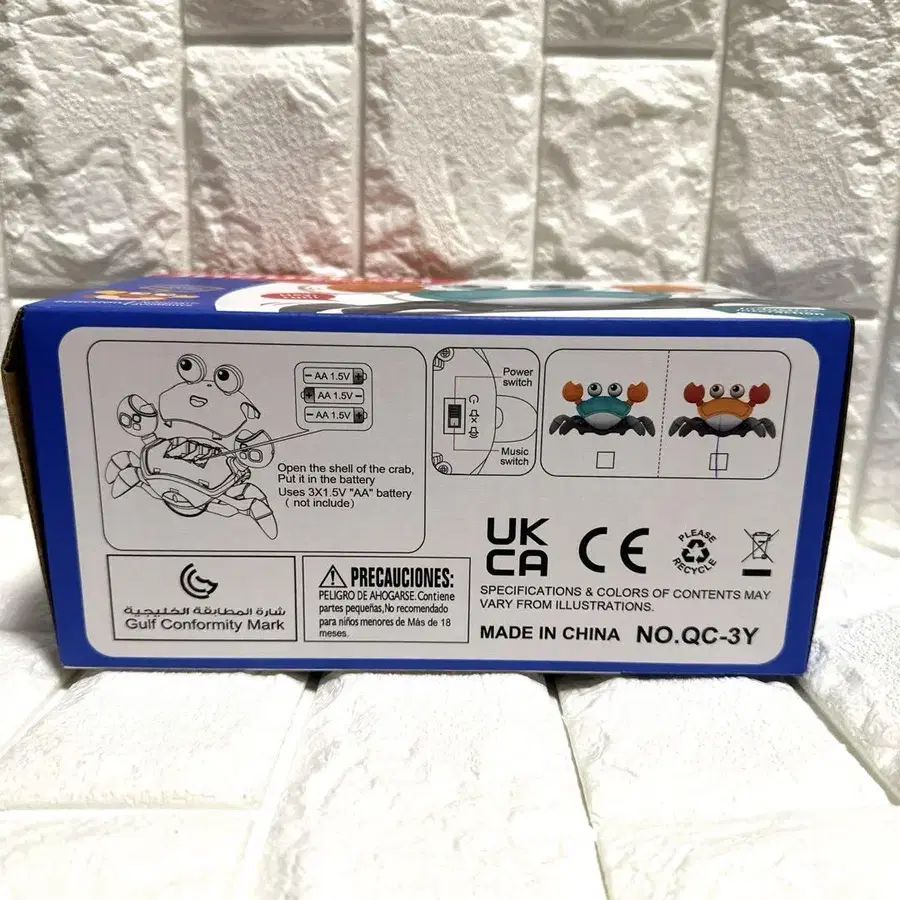 AA 1.5V
AA 1.5V
AA 1.5V
Open the shell of the crab,
Put it in the battery
Uses 3X1.5V "AA" battery
( not include)
Power
switch
Music
switch
شارة المطابقة الخليجية
Gulf Conformity Mark
PRECAUCIONES:
PELIGRO DE AHOGARSE.Contiene
partes pequeñas,No recomendado
para niños menores de Más de 18
meses.
UK
CA
CE
PLEASE
RECYCLE
SPECIFICATIONS & COLORS OF CONTENTS MAY
VARY FROM ILLUSTRATIONS.
MADE IN CHINA NO.QC-3Y